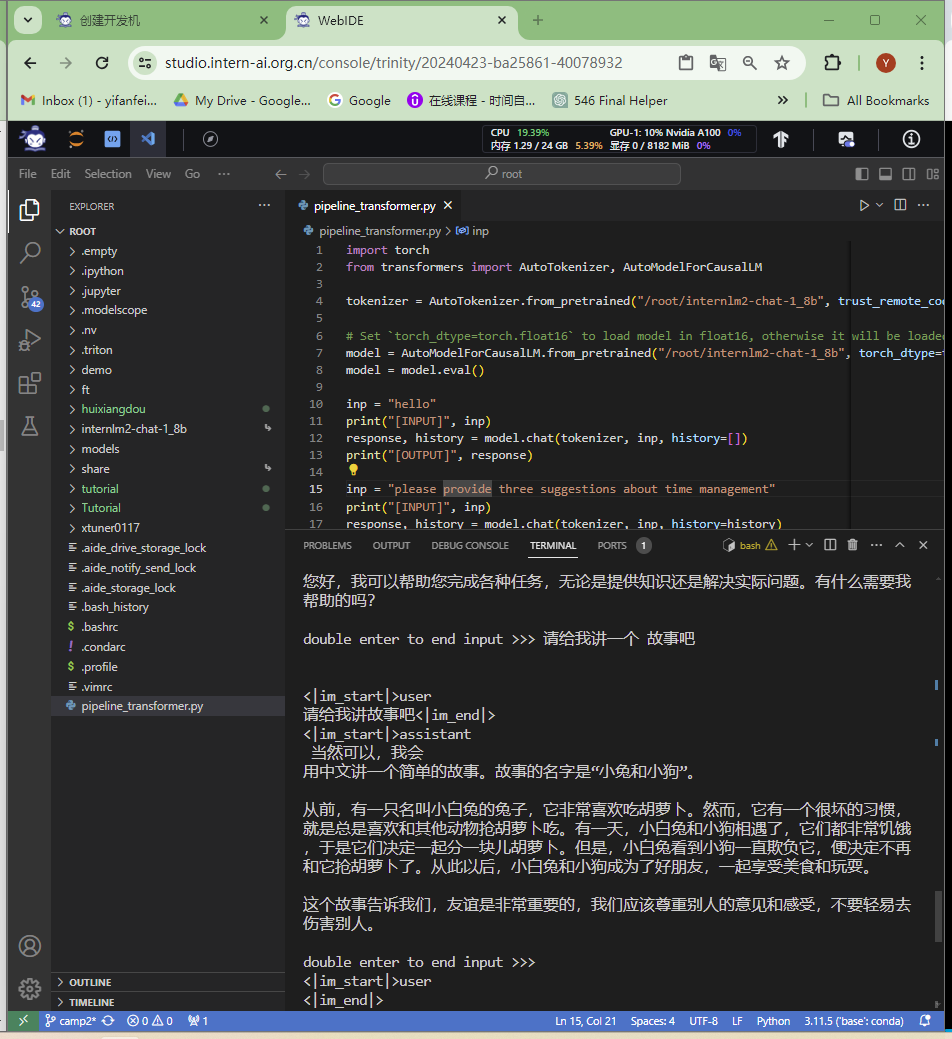 创建开发机
WebIDE
studio.intern-ai.org.cn/console/trinity/20240423-ba25861-40078932
Y
Inbox (1) - yifanfei...
My Drive - Google...
Google
在线课程 - 时间自...
546 Final Helper
All Bookmarks
CPU 19.39% GPU-1: 10% Nvidia A100 0%
内存 1.29 / 24 GB 5.39% 显存 0 / 8182 MiB 0%
File Edit Selection View Go ···
root
EXPLORER
ROOT
.empty
.ipython
.jupyter
.modelscope
.nv
.triton
demo
ft
huixiangdou
internlm2-chat-1_8b
models
share
tutorial
Tutorial
xtuner0117
.aide_drive_storage_lock
.aide_notify_send_lock
.aide_storage_lock
.bash_history
.bashrc
.condarc
.profile
.vimrc
pipeline_transformer.py
OUTLINE
TIMELINE
42
pipeline_transformer.py
pipeline_transformer.py > inp
1 import torch
2 from transformers import AutoTokenizer, AutoModelForCausalLM
3
4 tokenizer = AutoTokenizer.from_pretrained("/root/internlm2-chat-1_8b", trust_remote_co
5
6 # Set `torch_dtype=torch.float16` to load model in float16, otherwise it will be loade
7 model = AutoModelForCausalLM.from_pretrained("/root/internlm2-chat-1_8b", torch_dtype=
8 model = model.eval()
9
10 inp = "hello"
11 print("[INPUT]", inp)
12 response, history = model.chat(tokenizer, inp, history=[])
13 print("[OUTPUT]", response)
14
15 inp = "please provide three suggestions about time management"
16 print("[INPUT]", inp)
17 response, history = model.chat(tokenizer, inp, history=history)
PROBLEMS OUTPUT DEBUG CONSOLE TERMINAL PORTS 1
bash
您好，我可以帮助您完成各种任务，无论是提供知识还是解决实际问题。有什么需要我
帮助的吗？
double enter to end input >>> 请给我讲一个 故事吧
<|im_start|>user
请给我讲故事吧<|im_end|>
<|im_start|>assistant
当然可以，我会
用中文讲一个简单的故事。故事的名字是“小兔和小狗”。
从前，有一只名叫小白兔的兔子，它非常喜欢吃胡萝卜。然而，它有一个很坏的习惯，
就是总是喜欢和其他动物抢胡萝卜吃。有一天，小白兔和小狗相遇了，它们都非常饥饿
，于是它们决定一起分一块儿胡萝卜。但是，小白兔看到小狗一直欺负它，便决定不再
和它抢胡萝卜了。从此以后，小白兔和小狗成为了好朋友，一起享受美食和玩耍。
这个故事告诉我们，友谊是非常重要的，我们应该尊重别人的意见和感受，不要轻易去
伤害别人。
double enter to end input >>>
<|im_start|>user
<|im_end|>
camp2* 0 0 1 Ln 15, Col 21 Spaces: 4 UTF-8 LF Python 3.11.5 ('base': conda)